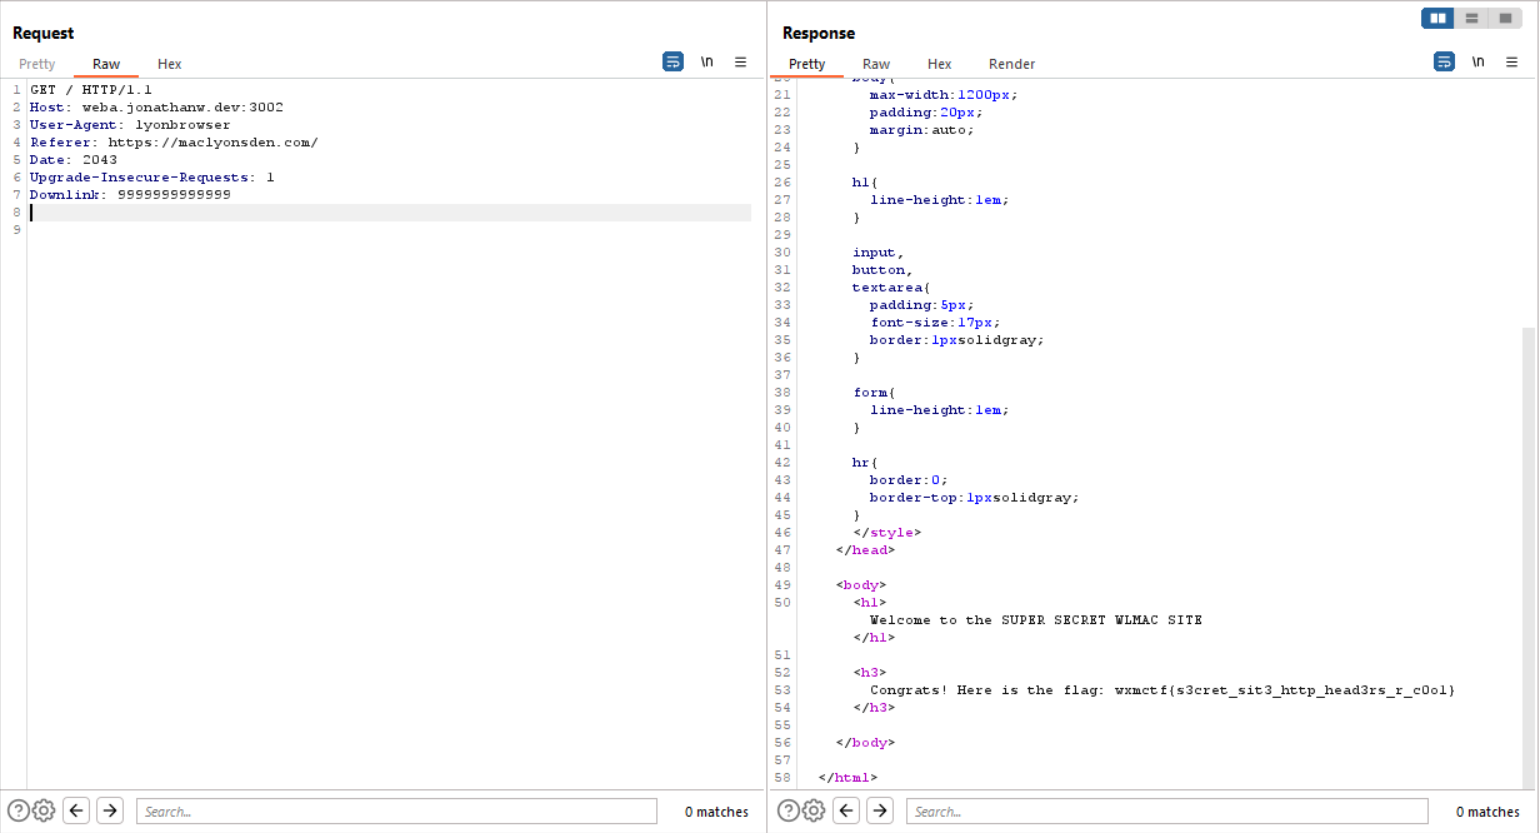 Request
Pretty Raw Hex \n
1 GET / HTTP/1.1
2 Host: weba.jonathanw.dev:3002
3 User-Agent: lyonbrowser
4 Referer: https://maclyonsden.com/
5 Date: 2043
6 Upgrade-Insecure-Requests: 1
7 Downlink: 9999999999999
8
9
Search... 0 matches
Response
Pretty Raw Hex Render \n
20 body{
21 max-width:1200px;
22 padding:20px;
23 margin:auto;
24 }
25
26 h1{
27 line-height:1em;
28 }
29
30 input,
31 button,
32 textarea{
33 padding:5px;
34 font-size:17px;
35 border:1pxsolidgray;
36 }
37
38 form{
39 line-height:1em;
40 }
41
42 hr{
43 border:0;
44 border-top:1pxsolidgray;
45 }
46 </style>
47 </head>
48
49 <body>
50 <h1>
Welcome to the SUPER SECRET WLMAC SITE
</h1>
51
52 <h3>
53 Congrats! Here is the flag: wxmctf{s3cret_sit3_http_head3rs_r_c0ol}
54 </h3>
55
56 </body>
57
58 </html>
Search... 0 matches